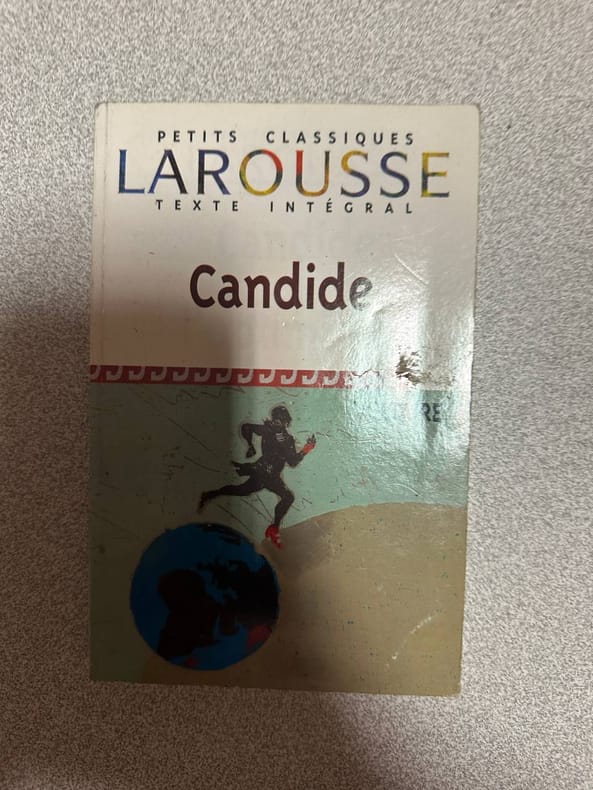 PETITS CLASSIQUES
LAROUSSE
TEXTE INTÉGRAL
Candide